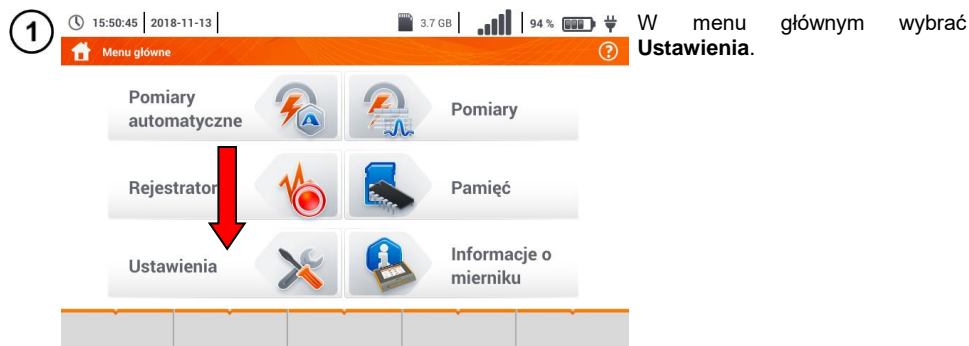 1
15:50:45 2018-11-13 3.7 GB 94 %
Menu główne ?
Pomiary
automatyczne
A
Pomiary
Rejestrator
Pamięć
Ustawienia
Informacje o
mierniku
W menu głównym wybrać
Ustawienia.